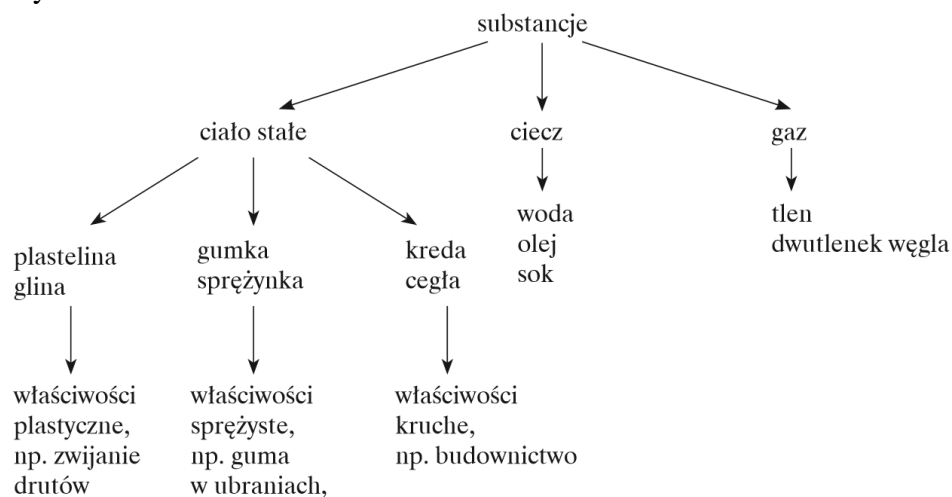 substancje
ciało stałe
ciecz
gaz
plastelina
glina
gumka
sprężynka
kreda
cegła
woda
olej
sok
tlen
dwutlenek węgla
właściwości
plastyczne,
np. zwijanie
drutów
właściwości
sprężyste,
np. guma
w ubraniach,
właściwości
kruche,
np. budownictwo